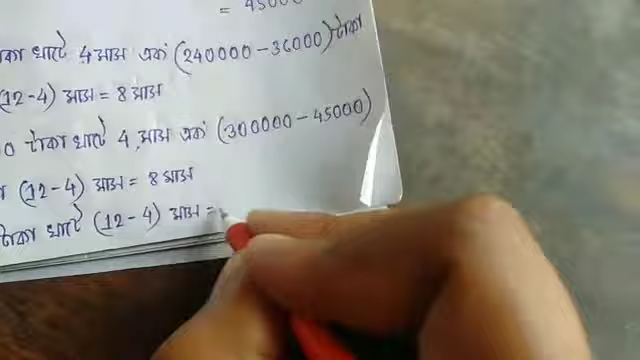 = 45000
টাকা খাটে 4 মাস এবং (240000 - 36000) টাকা
(12-4) মাস = 8 মাস
0 টাকা খাটে 4 মাস এবং (300000 - 45000)
(12-4) মাস = 8 মাস
টাকা খাটে (12-4) মাস =